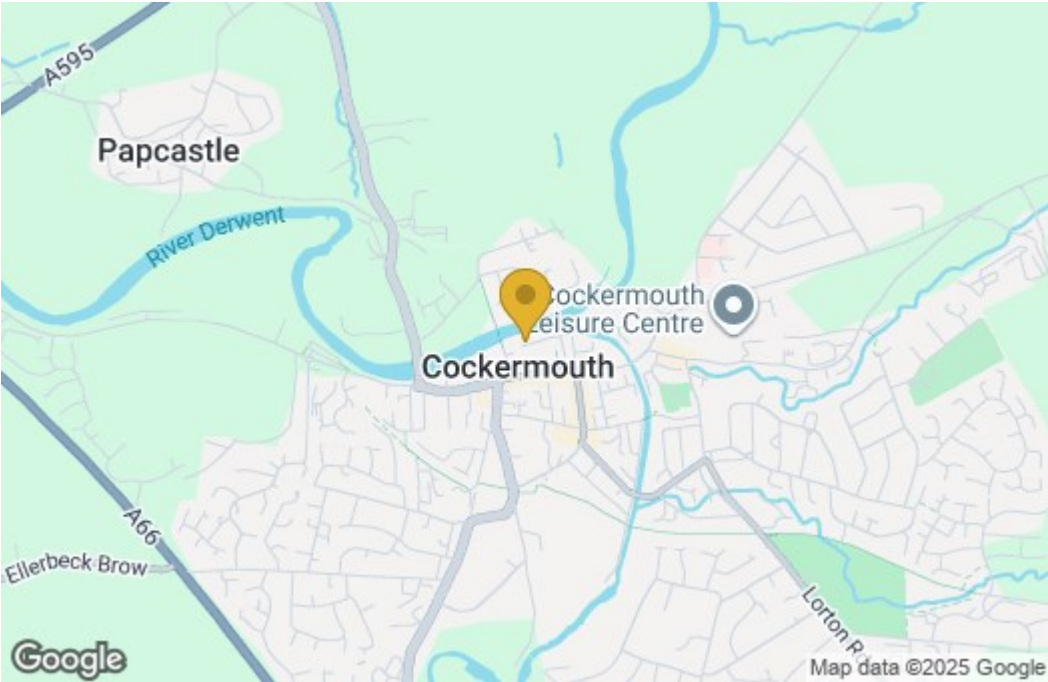 A595
Papcastle
River Derwent
Cockermouth
Leisure Centre
Cockermouth
A66
Ellerbeck Brow
Lorton R
Google
Map data ©2025 Google